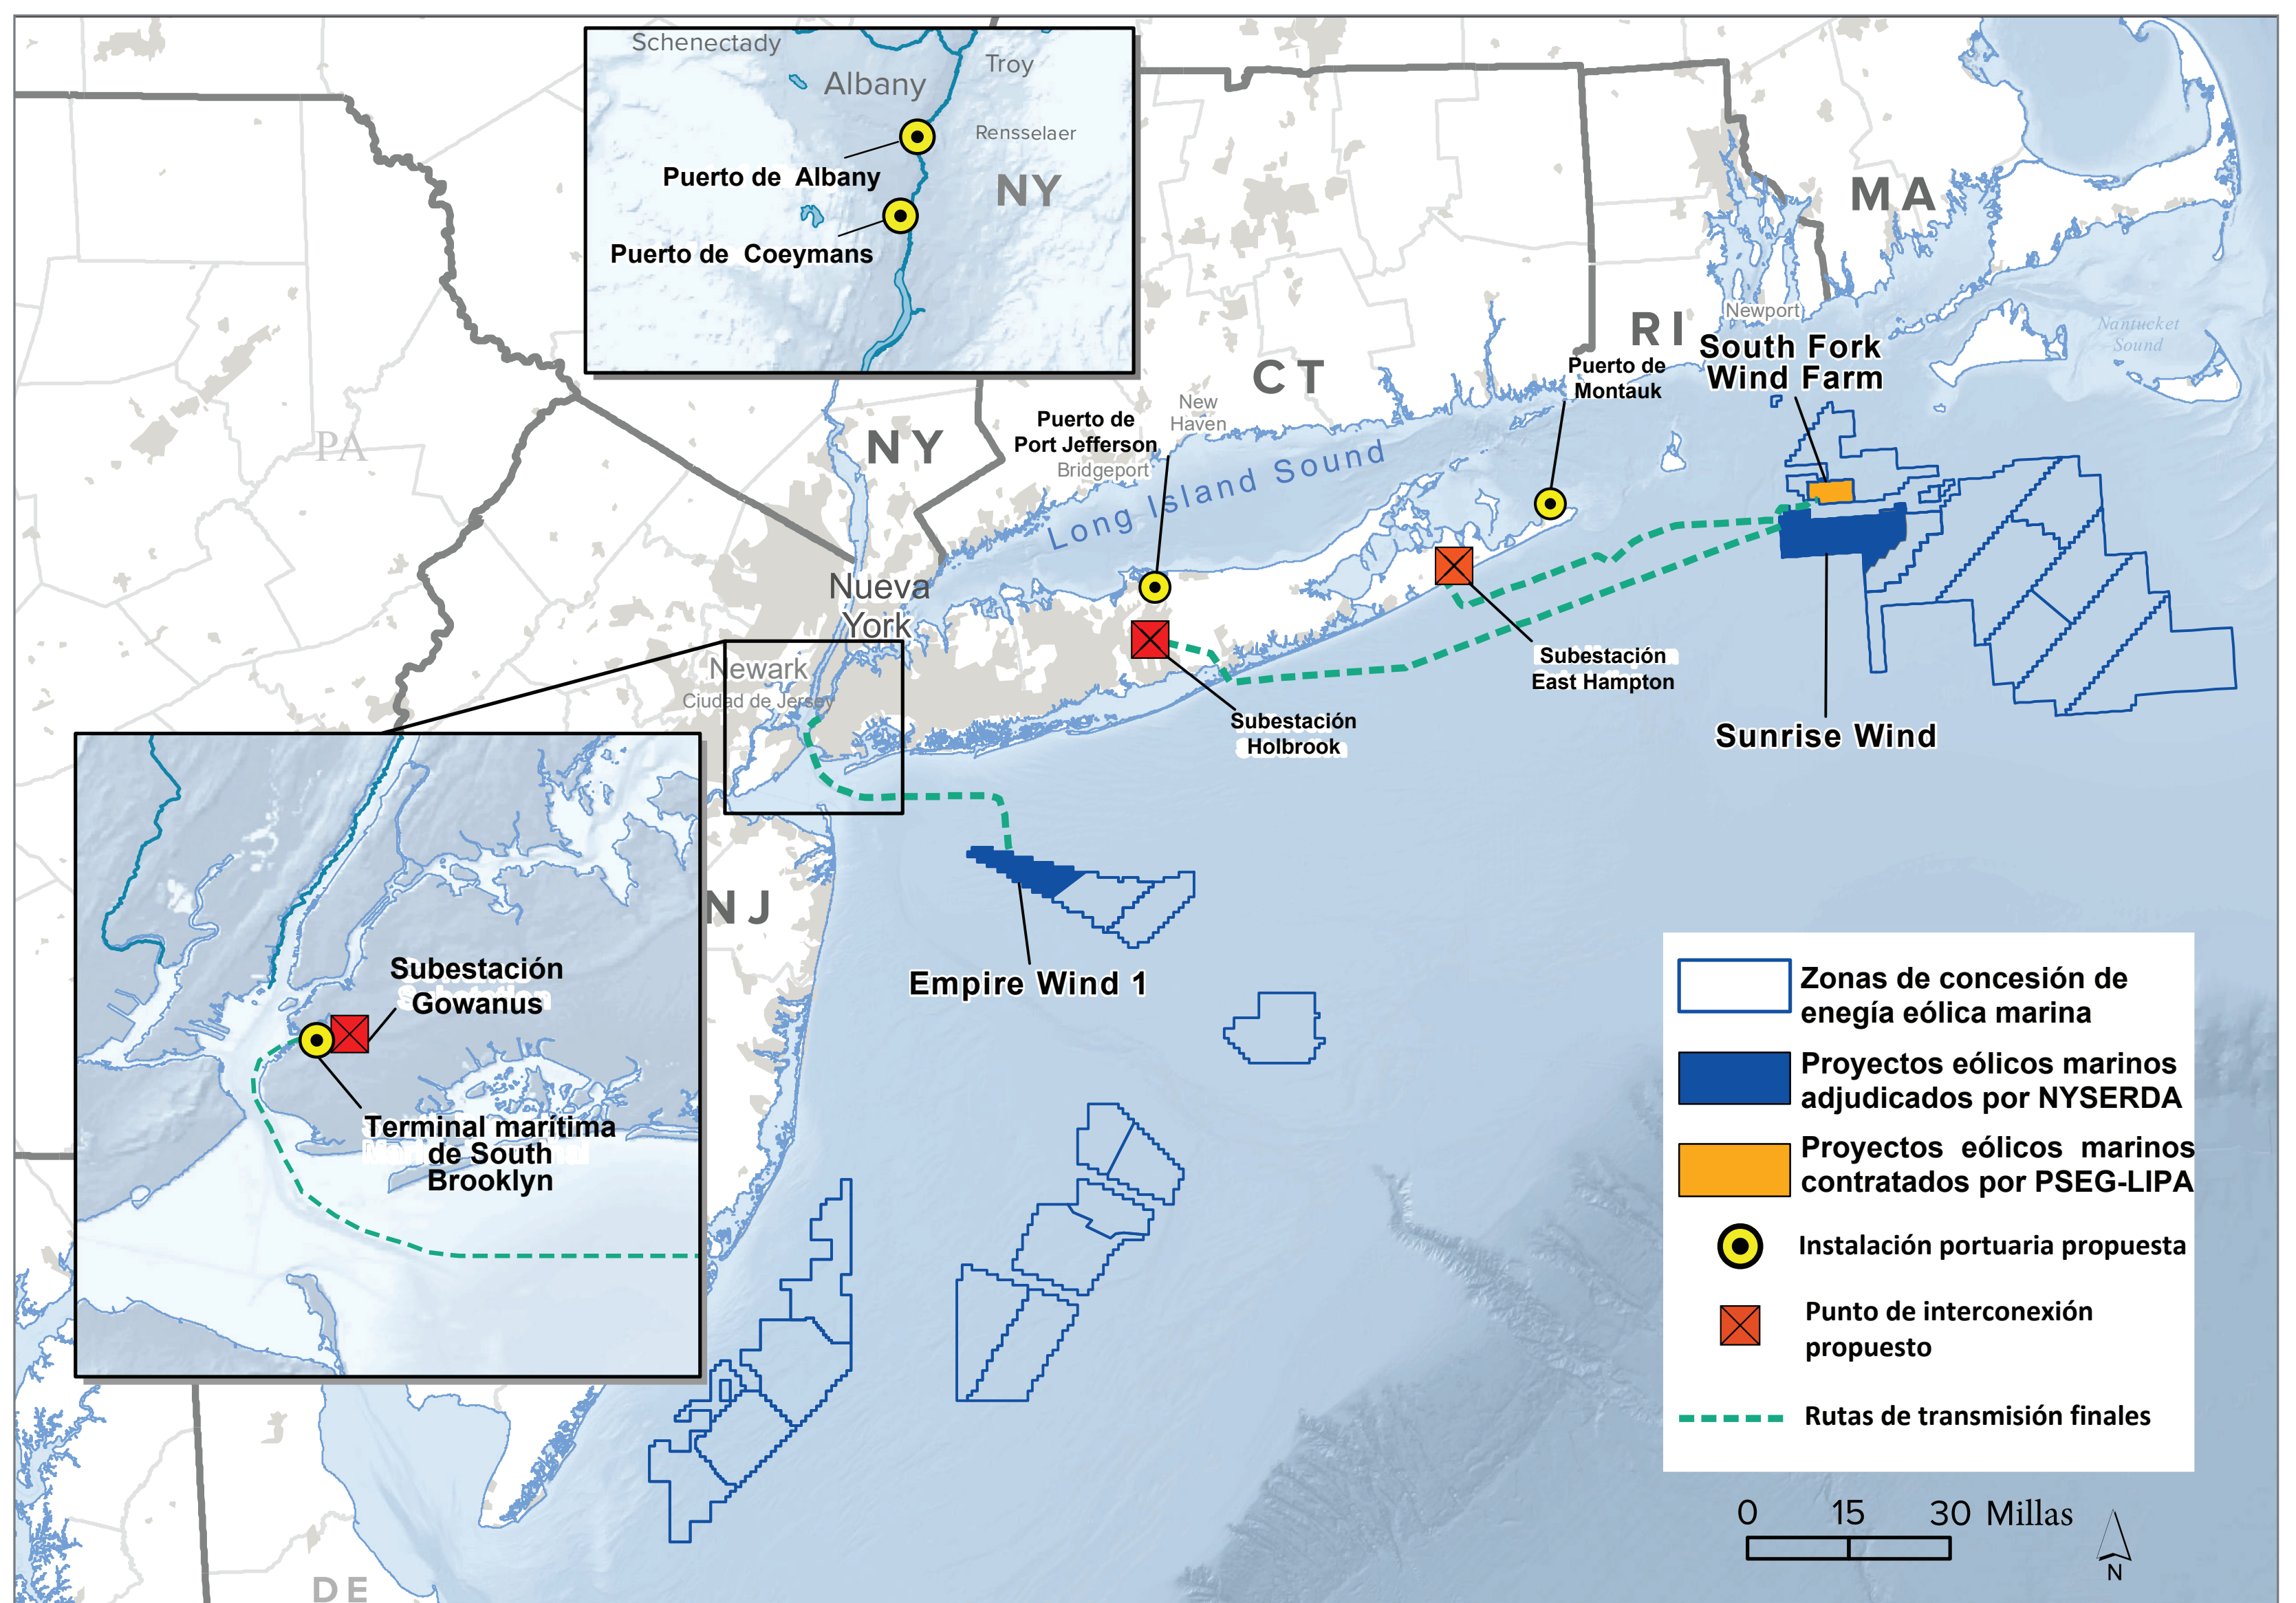 Schenectady
Troy
Albany
Rensselaer
Puerto de Albany
NY
Puerto de Coeymans
MA
RI
Newport
Nantucket
Sound
South Fork
Wind Farm
Puerto de
Montauk
CT
New
Haven
Puerto de
Port Jefferson
Bridgeport
NY
PA
Long Island Sound
Nueva
York
Newark
Ciudad de Jersey
Subestación
East Hampton
Subestación
Holbrook
Sunrise Wind
NJ
Empire Wind 1
Subestación
Gowanus
Terminal marítima
de South
Brooklyn
DE
Zonas de concesión de
enegía eólica marina
Proyectos eólicos marinos
adjudicados por NYSERDA
Proyectos eólicos marinos
contratados por PSEG-LIPA
Instalación portuaria propuesta
Punto de interconexión
propuesto
Rutas de transmisión finales
0 15 30 Millas
N